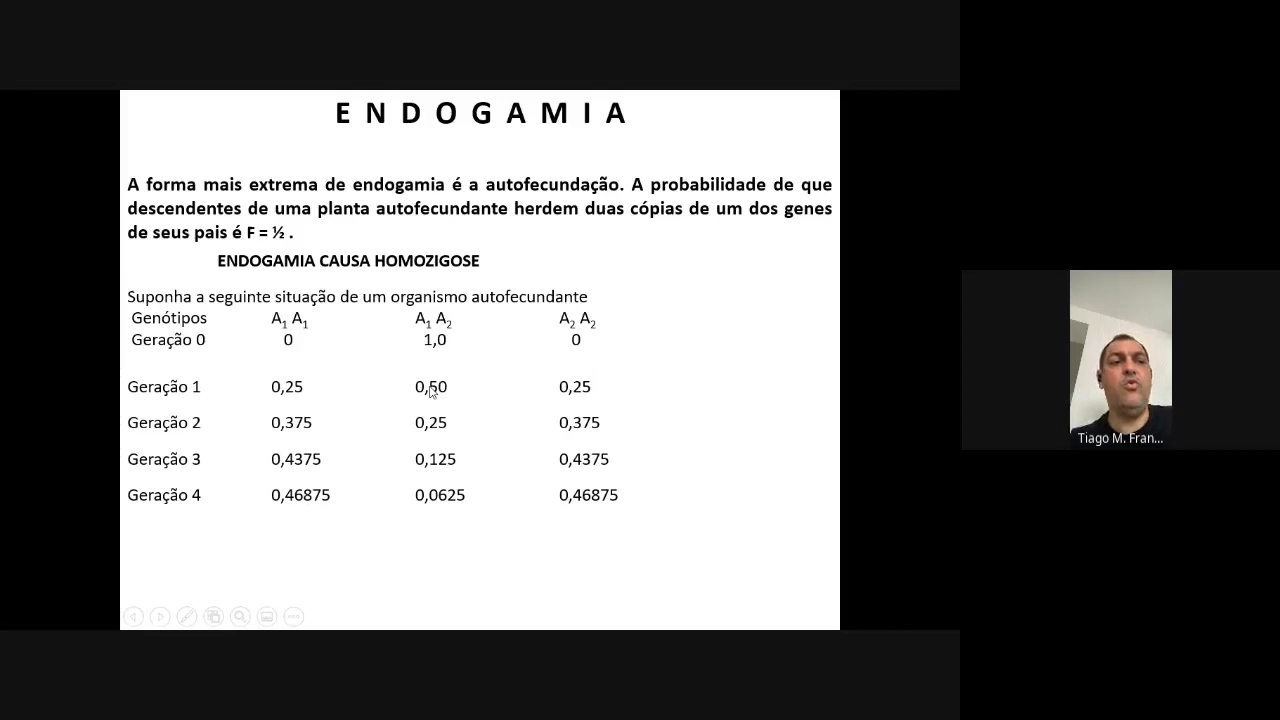 E N D O G A M I A
A forma mais extrema de endogamia é a autofecundação. A probabilidade de que
descendentes de uma planta autofecundante herdem duas cópias de um dos genes
de seus pais é F = ½ .
ENDOGAMIA CAUSA HOMOZIGOSE
Suponha a seguinte situação de um organismo autofecundante
Genótipos A₁ A₁ A₁ A₂ A₂ A₂
Geração 0 0 1,0 0
Geração 1 0,25 0,50 0,25
Geração 2 0,375 0,25 0,375
Geração 3 0,4375 0,125 0,4375
Geração 4 0,46875 0,0625 0,46875
Tiago M. Fran...